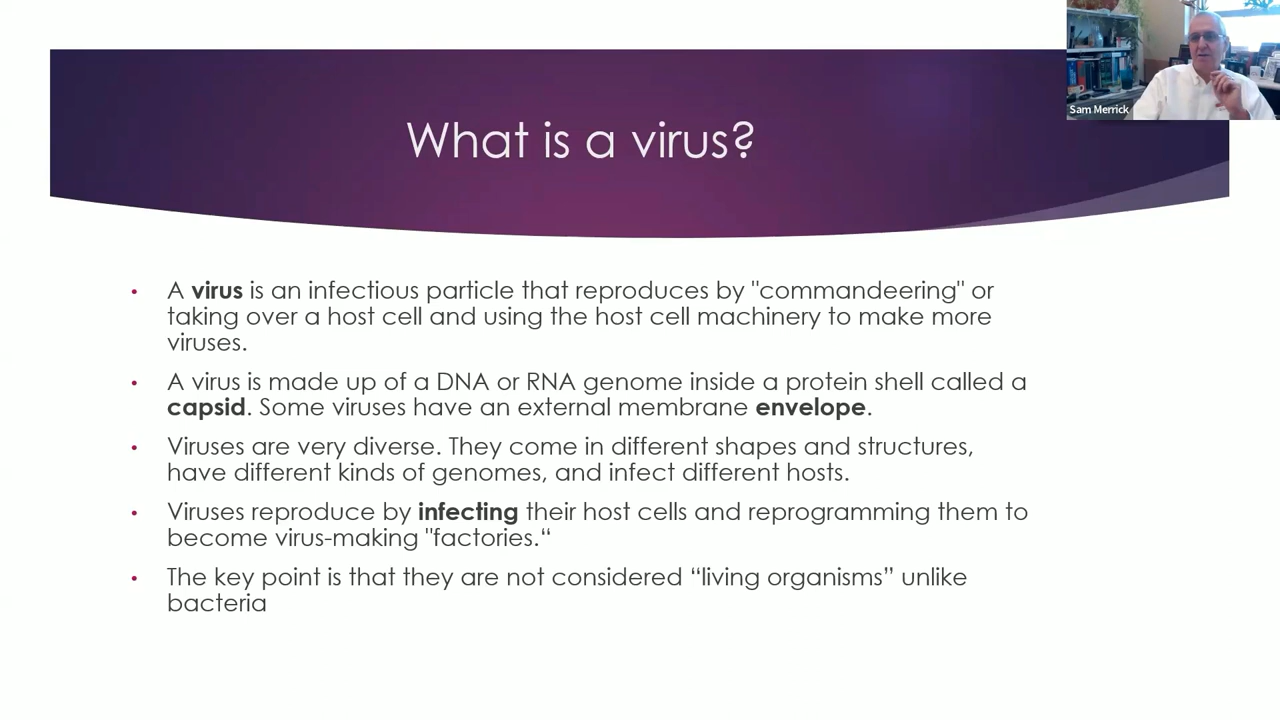 Sam Merrick
What is a virus?
• A virus is an infectious particle that reproduces by "commandeering" or
taking over a host cell and using the host cell machinery to make more
viruses.
• A virus is made up of a DNA or RNA genome inside a protein shell called a
capsid. Some viruses have an external membrane envelope.
• Viruses are very diverse. They come in different shapes and structures,
have different kinds of genomes, and infect different hosts.
• Viruses reproduce by infecting their host cells and reprogramming them to
become virus-making "factories.“
• The key point is that they are not considered “living organisms” unlike
bacteria